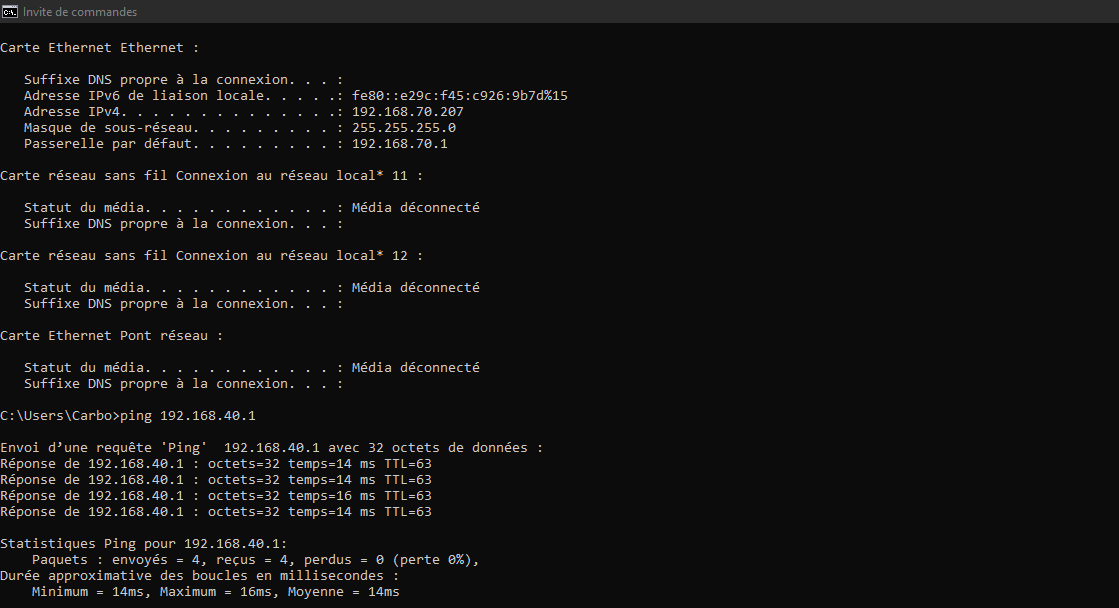 Invite de commandes
Carte Ethernet Ethernet :
Suffixe DNS propre à la connexion. . . :
Adresse IPv6 de liaison locale. . . . .: fe80::e29c:f45:c926:9b7d%15
Adresse IPv4. . . . . . . . . . . . . .: 192.168.70.207
Masque de sous-réseau. . . . . . . . . : 255.255.255.0
Passerelle par défaut. . . . . . . . . : 192.168.70.1
Carte réseau sans fil Connexion au réseau local* 11 :
Statut du média. . . . . . . . . . . . : Média déconnecté
Suffixe DNS propre à la connexion. . . :
Carte réseau sans fil Connexion au réseau local* 12 :
Statut du média. . . . . . . . . . . . : Média déconnecté
Suffixe DNS propre à la connexion. . . :
Carte Ethernet Pont réseau :
Statut du média. . . . . . . . . . . . : Média déconnecté
Suffixe DNS propre à la connexion. . . :
C:\Users\Carbo>ping 192.168.40.1
Envoi d’une requête 'Ping'  192.168.40.1 avec 32 octets de données :
Réponse de 192.168.40.1 : octets=32 temps=14 ms TTL=63
Réponse de 192.168.40.1 : octets=32 temps=14 ms TTL=63
Réponse de 192.168.40.1 : octets=32 temps=16 ms TTL=63
Réponse de 192.168.40.1 : octets=32 temps=14 ms TTL=63
Statistiques Ping pour 192.168.40.1:
Paquets : envoyés = 4, reçus = 4, perdus = 0 (perte 0%),
Durée approximative des boucles en millisecondes :
Minimum = 14ms, Maximum = 16ms, Moyenne = 14ms